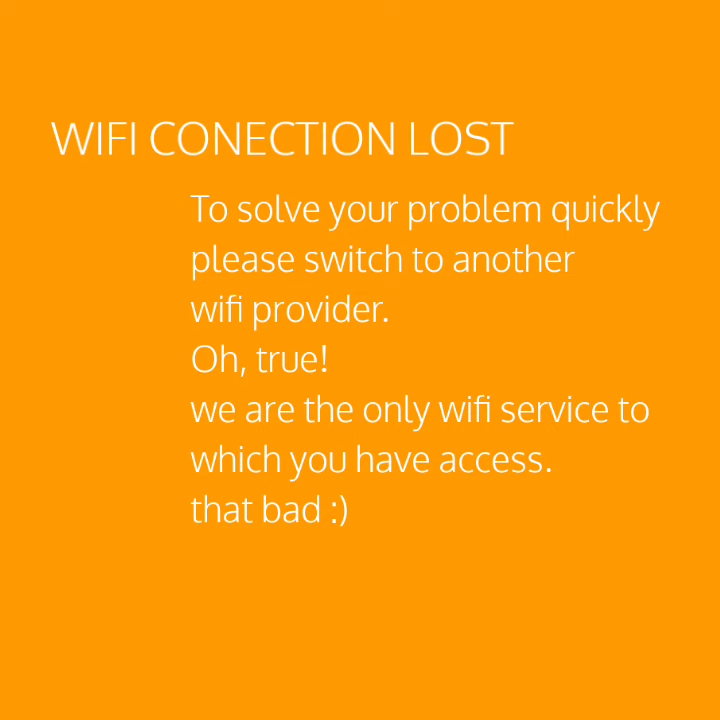 WIFI CONECTION LOST
To solve your problem quickly
please switch to another
wifi provider.
Oh, true!
we are the only wifi service to
which you have access.
that bad :)